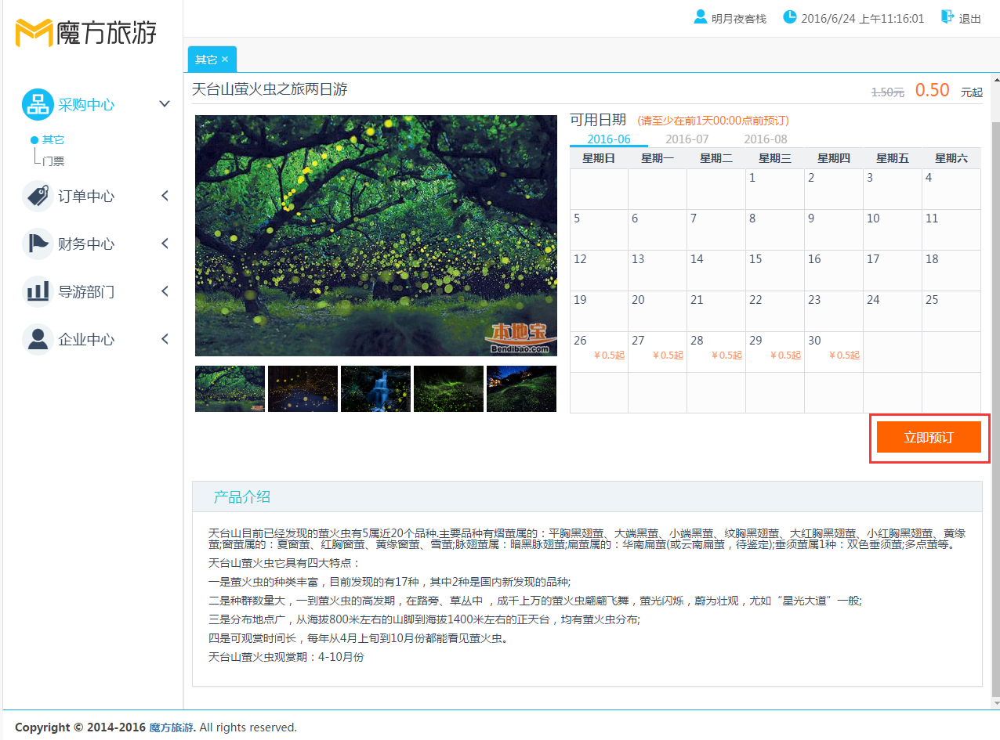 魔方旅游
明月夜客栈 2016/6/24 上午11:16:01 退出
其它 ×
采购中心
其它
门票
订单中心
财务中心
导游部门
企业中心
天台山萤火虫之旅两日游 1.50元 0.50 元起
本地宝
Bendibao.com
可用日期 (请至少在前1天00:00点前预订)
2016-06 2016-07 2016-08
星期日 星期一 星期二 星期三 星期四 星期五 星期六
1 2 3 4
5 6 7 8 9 10 11
12 13 14 15 16 17 18
19 20 21 22 23 24 25
26 27 28 29 30
￥0.5起 ￥0.5起 ￥0.5起 ￥0.5起 ￥0.5起
立即预订
产品介绍
天台山目前已经发现的萤火虫有5属近20个品种.主要品种有熠萤属的：平胸黑翅萤、大端黑萤、小端黑萤、纹胸黑翅萤、大红胸黑翅萤、小红胸黑翅萤、黄缘
萤;窗萤属的：夏窗萤、红胸窗萤、黄缘窗萤、雪萤;脉翅萤属：暗黑脉翅萤;扁萤属的：华南扁萤(或云南扁萤，待鉴定);垂须萤属1种：双色垂须萤;多点萤等。
天台山萤火虫它具有四大特点：
一是萤火虫的种类丰富，目前发现的有17种，其中2种是国内新发现的品种;
二是种群数量大，一到萤火虫的高发期，在路旁、草丛中 ，成千上万的萤火虫翩翩飞舞，萤光闪烁，蔚为壮观，尤如“星光大道”一般;
三是分布地点广，从海拔800米左右的山脚到海拔1400米左右的正天台，均有萤火虫分布;
四是可观赏时间长，每年从4月上旬到10月份都能看见萤火虫。
天台山萤火虫观赏期：4-10月份
Copyright © 2014-2016 魔方旅游. All rights reserved.